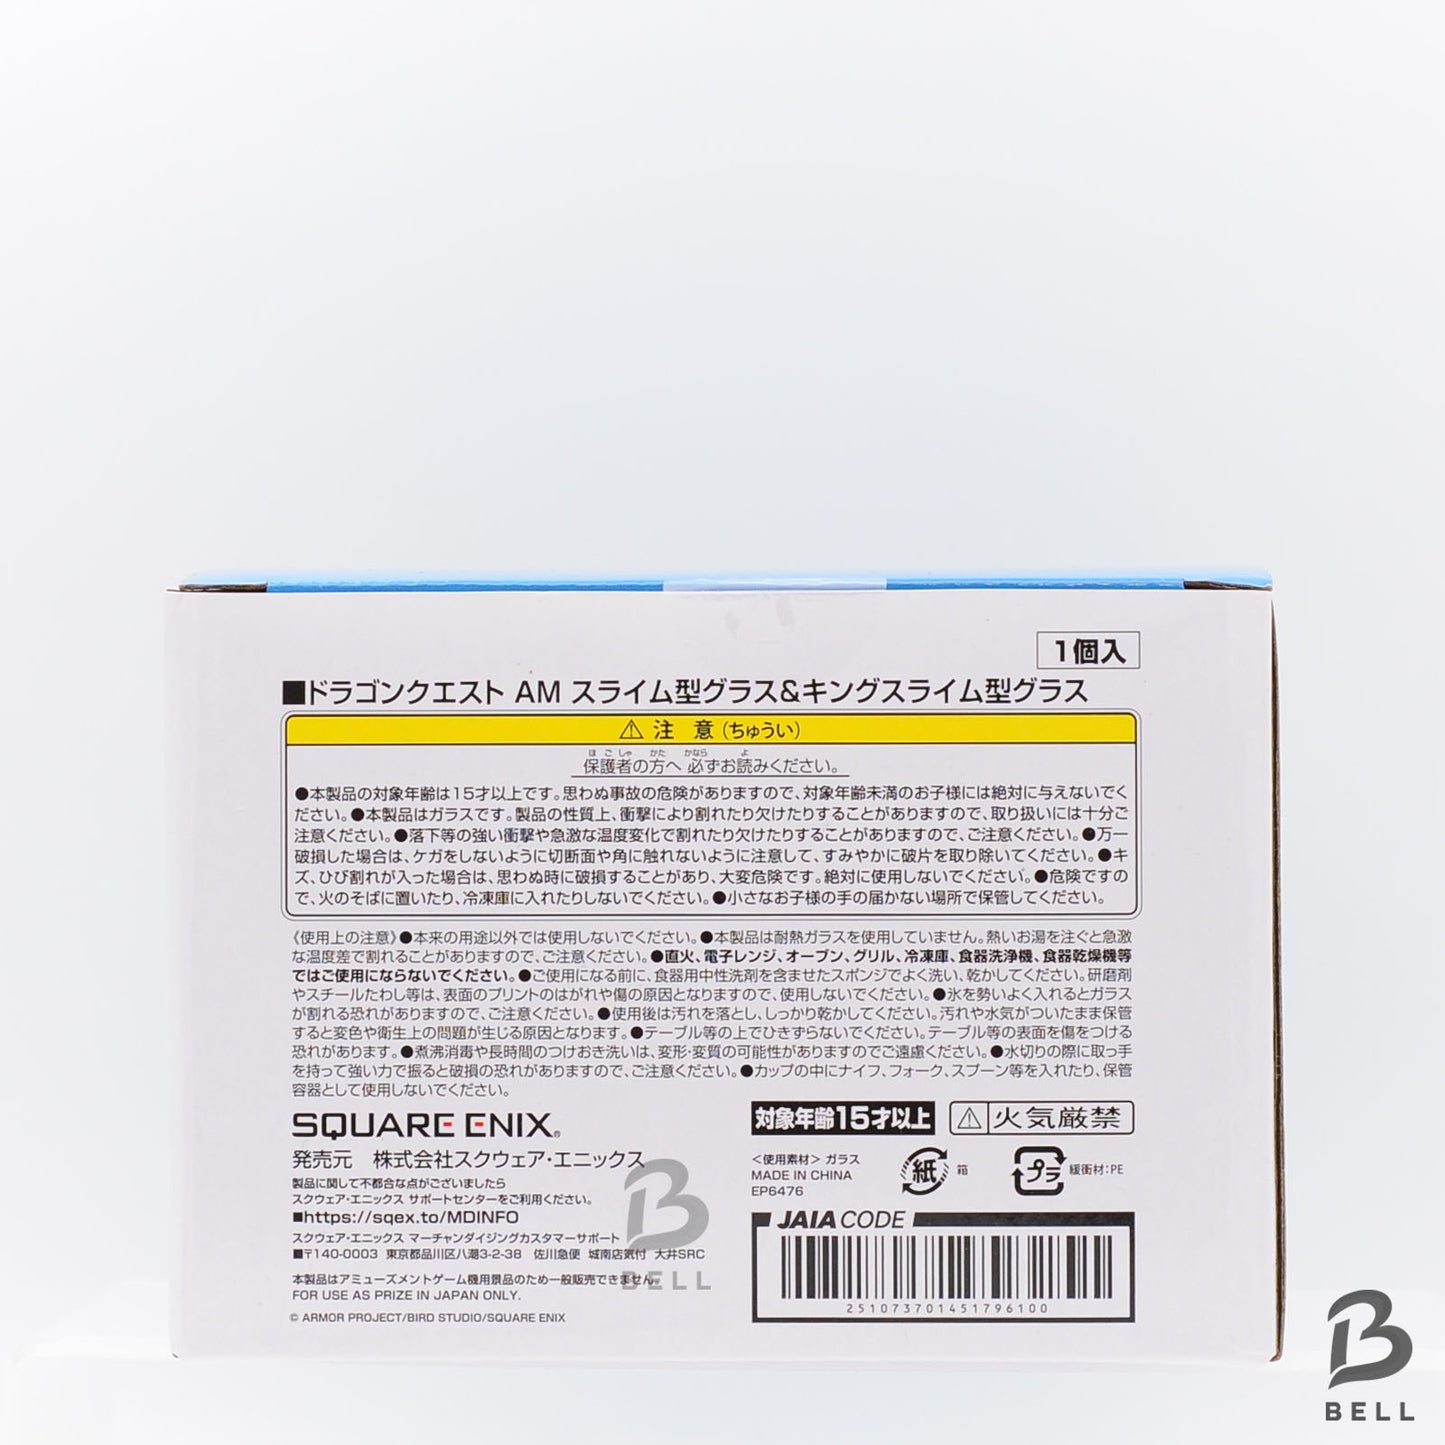 1個入
■ドラゴンクエスト AM スライム型グラス&キングスライム型グラス
⚠ 注 意 (ちゅうい)
ほごしゃ かた かなら よ
保護者の方へ 必ずお読みください。
●本製品の対象年齢は15才以上です。思わぬ事故の危険がありますので、対象年齢未満のお子様には絶対に与えないでく
ださい。●本製品はガラスです。製品の性質上、衝撃により割れたり欠けたりすることがありますので、取り扱いには十分ご
注意ください。●落下等の強い衝撃や急激な温度変化で割れたり欠けたりすることがありますので、ご注意ください。●万一
破損した場合は、ケガをしないように切断面や角に触れないように注意して、すみやかに破片を取り除いてください。●キ
ズ、ひび割れが入った場合は、思わぬ時に破損することがあり、大変危険です。絶対に使用しないでください。●危険ですの
で、火のそばに置いたり、冷凍庫に入れたりしないでください。●小さなお子様の手の届かない場所で保管してください。
《使用上の注意》●本来の用途以外では使用しないでください。●本製品は耐熱ガラスを使用していません。熱いお湯を注ぐと急激
な温度差で割れることがありますので、ご注意ください。●直火、電子レンジ、オーブン、グリル、冷凍庫、食器洗浄機、食器乾燥機等
ではご使用にならないでください。●ご使用になる前に、食器用中性洗剤を含ませたスポンジでよく洗い、乾かしてください。研磨剤
やスチールたわし等は、表面のプリントのはがれや傷の原因となりますので、使用しないでください。●氷を勢いよく入れるとガラス
が割れる恐れがありますので、ご注意ください。●使用後は汚れを落とし、しっかり乾かしてください。汚れや水気がついたまま保管
すると変色や衛生上の問題が生じる原因となります。●テーブル等の上でひきずらないでください。テーブル等の表面を傷をつける
恐れがあります。●煮沸消毒や長時間のつけおき洗いは、変形・変質の可能性がありますのでご遠慮ください。●水切りの際に取っ手
を持って強い力で振ると破損の恐れがありますので、ご注意ください。●カップの中にナイフ、フォーク、スプーン等を入れたり、保管
容器として使用しないでください。
SQUARE ENIX®
発売元 株式会社スクウェア・エニックス
製品に関して不都合な点がございましたら
スクウェア・エニックス サポートセンターをご利用ください。
■https://sqex.to/MDINFO
スクウェア・エニックス マーチャンダイジングカスタマーサポート
■〒140-0003 東京都品川区八潮3-2-38 佐川急便 城南店気付 大井SRC
本製品はアミューズメントゲーム機用景品のため一般販売できません。
FOR USE AS PRIZE IN JAPAN ONLY.
© ARMOR PROJECT/BIRD STUDIO/SQUARE ENIX
対象年齢15才以上
⚠ 火気厳禁
<使用素材> ガラス
MADE IN CHINA
EP6476
紙 箱
プラ 緩衝材:PE
JAIA CODE
251073701451796100
BELL
BELL